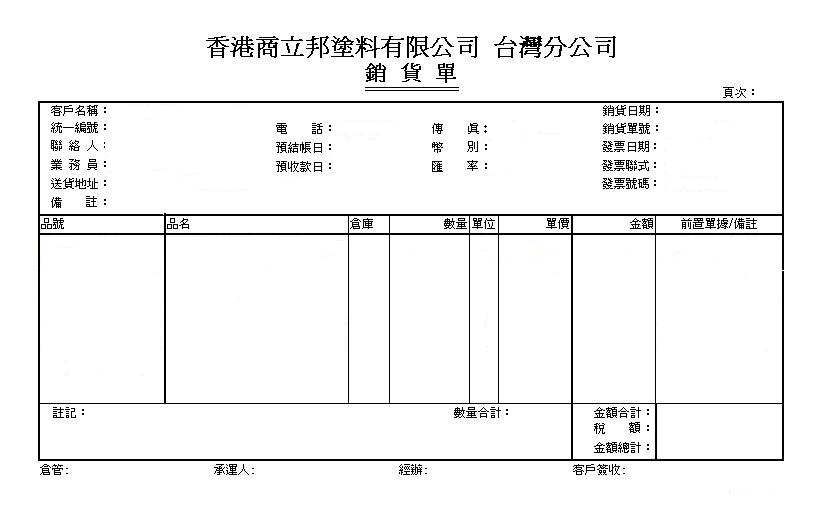 香港商立邦塗料有限公司 台灣分公司
銷 貨 單
頁次：
客戶名稱： 銷貨日期：
統一編號： 電 話： 傳 真： 銷貨單號：
聯 絡 人： 預結帳日： 幣 別： 發票日期：
業 務 員： 預收款日： 匯 率： 發票聯式：
送貨地址： 發票號碼：
備 註：
品號 品名 倉庫 數量 單位 單價 金額 前置單據/備註
註記： 數量合計： 金額合計：
稅 額：
金額總計：
倉管: 承運人: 經辦: 客戶簽收: